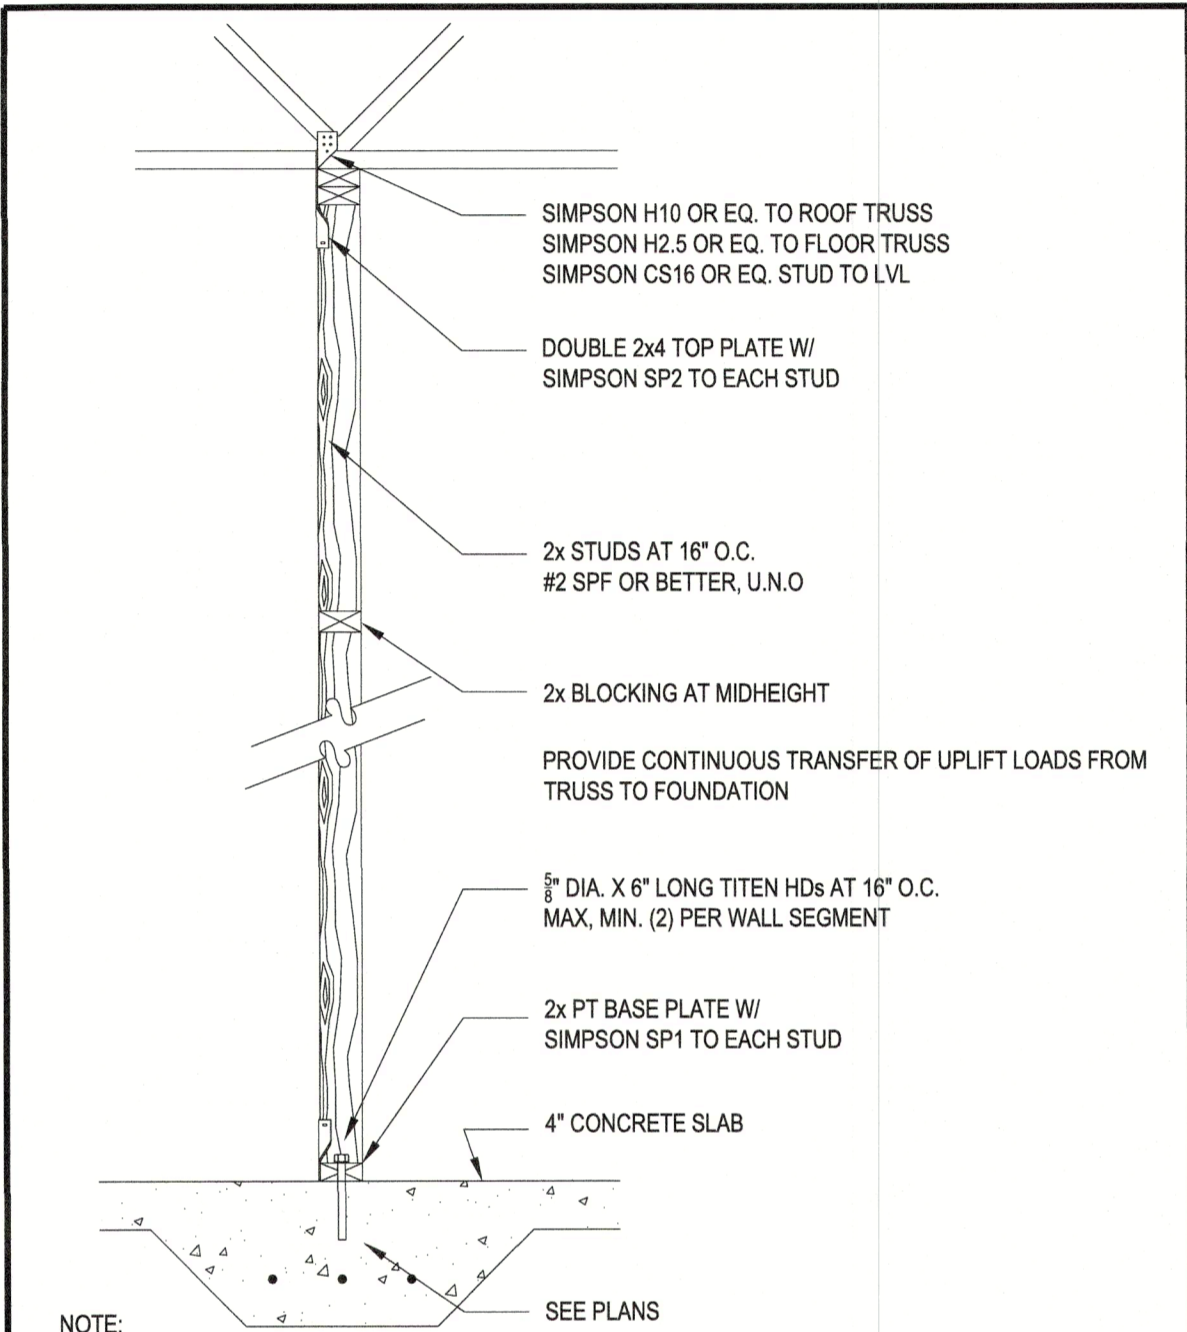 SIMPSON H10 OR EQ. TO ROOF TRUSS
SIMPSON H2.5 OR EQ. TO FLOOR TRUSS
SIMPSON CS16 OR EQ. STUD TO LVL
DOUBLE 2x4 TOP PLATE W/
SIMPSON SP2 TO EACH STUD
2x STUDS AT 16" O.C.
#2 SPF OR BETTER, U.N.O
2x BLOCKING AT MIDHEIGHT
PROVIDE CONTINUOUS TRANSFER OF UPLIFT LOADS FROM
TRUSS TO FOUNDATION
5/8" DIA. X 6" LONG TITEN HDs AT 16" O.C.
MAX, MIN. (2) PER WALL SEGMENT
2x PT BASE PLATE W/
SIMPSON SP1 TO EACH STUD
4" CONCRETE SLAB
SEE PLANS
NOTE: